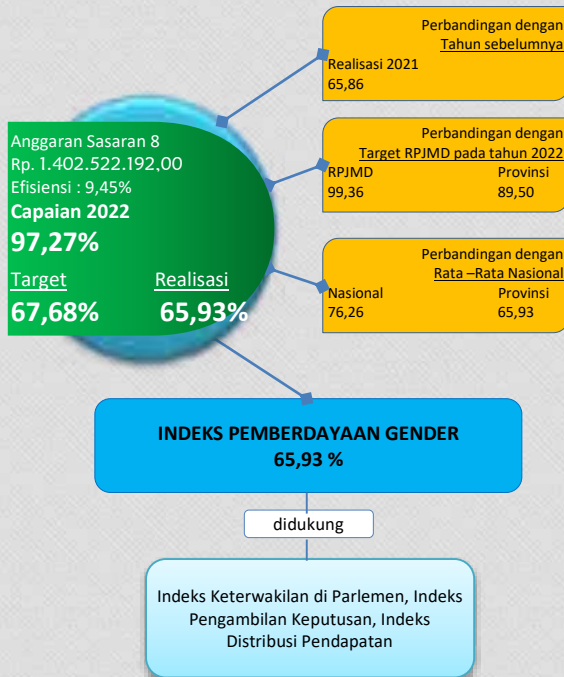 Perbandingan dengan
Tahun sebelumnya
Realisasi 2021
65,86
Anggaran Sasaran 8
Rp. 1.402.522.192,00
Efisiensi : 9,45%
Capaian 2022
97,27%
Target Realisasi
67,68% 65,93%
Perbandingan dengan
Target RPJMD pada tahun 2022
RPJMD Provinsi
99,36 89,50
Perbandingan dengan
Rata –Rata Nasional
Nasional Provinsi
76,26 65,93
INDEKS PEMBERDAYAAN GENDER
65,93 %
didukung
Indeks Keterwakilan di Parlemen, Indeks
Pengambilan Keputusan, Indeks
Distribusi Pendapatan